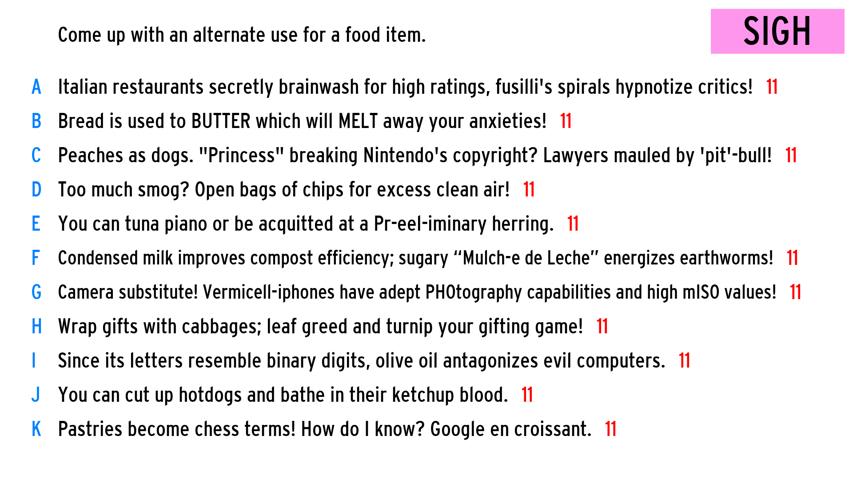 Come up with an alternate use for a food item.
SIGH
A Italian restaurants secretly brainwash for high ratings, fusilli's spirals hypnotize critics! 11
B Bread is used to BUTTER which will MELT away your anxieties! 11
C Peaches as dogs. "Princess" breaking Nintendo's copyright? Lawyers mauled by 'pit'-bull! 11
D Too much smog? Open bags of chips for excess clean air! 11
E You can tuna piano or be acquitted at a Pr-eel-iminary herring. 11
F Condensed milk improves compost efficiency; sugary “Mulch-e de Leche” energizes earthworms! 11
G Camera substitute! Vermicell-iphones have adept PHOtography capabilities and high mISO values! 11
H Wrap gifts with cabbages; leaf greed and turnip your gifting game! 11
I Since its letters resemble binary digits, olive oil antagonizes evil computers. 11
J You can cut up hotdogs and bathe in their ketchup blood. 11
K Pastries become chess terms! How do I know? Google en croissant. 11